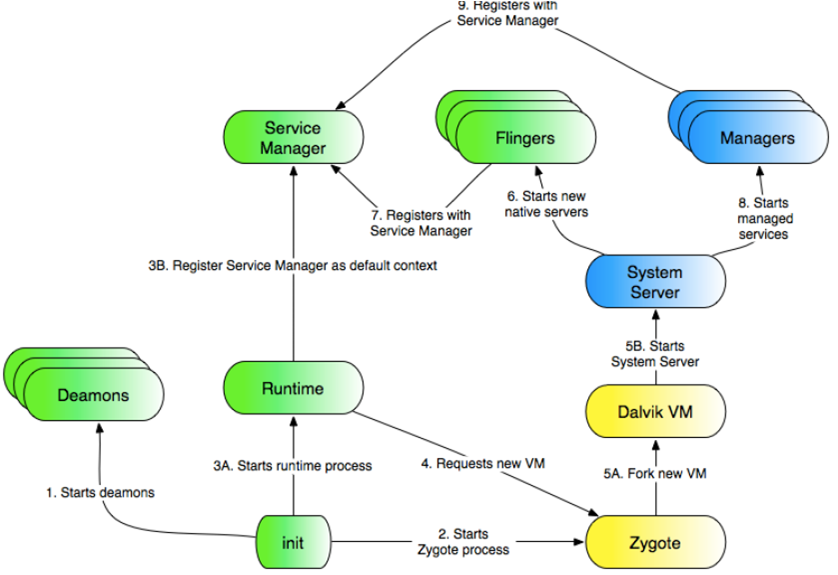 9. Registers with
Service Manager
Service
Manager
Flingers
Managers
6. Starts new
native servers
8. Starts
managed
services
7. Registers with
Service Manager
3B. Register Service Manager as default context
System
Server
5B. Starts
System Server
Deamons
Runtime
Dalvik VM
3A. Starts runtime process
4. Requests new VM
5A. Fork new VM
1. Starts deamons
init
2. Starts
Zygote process
Zygote